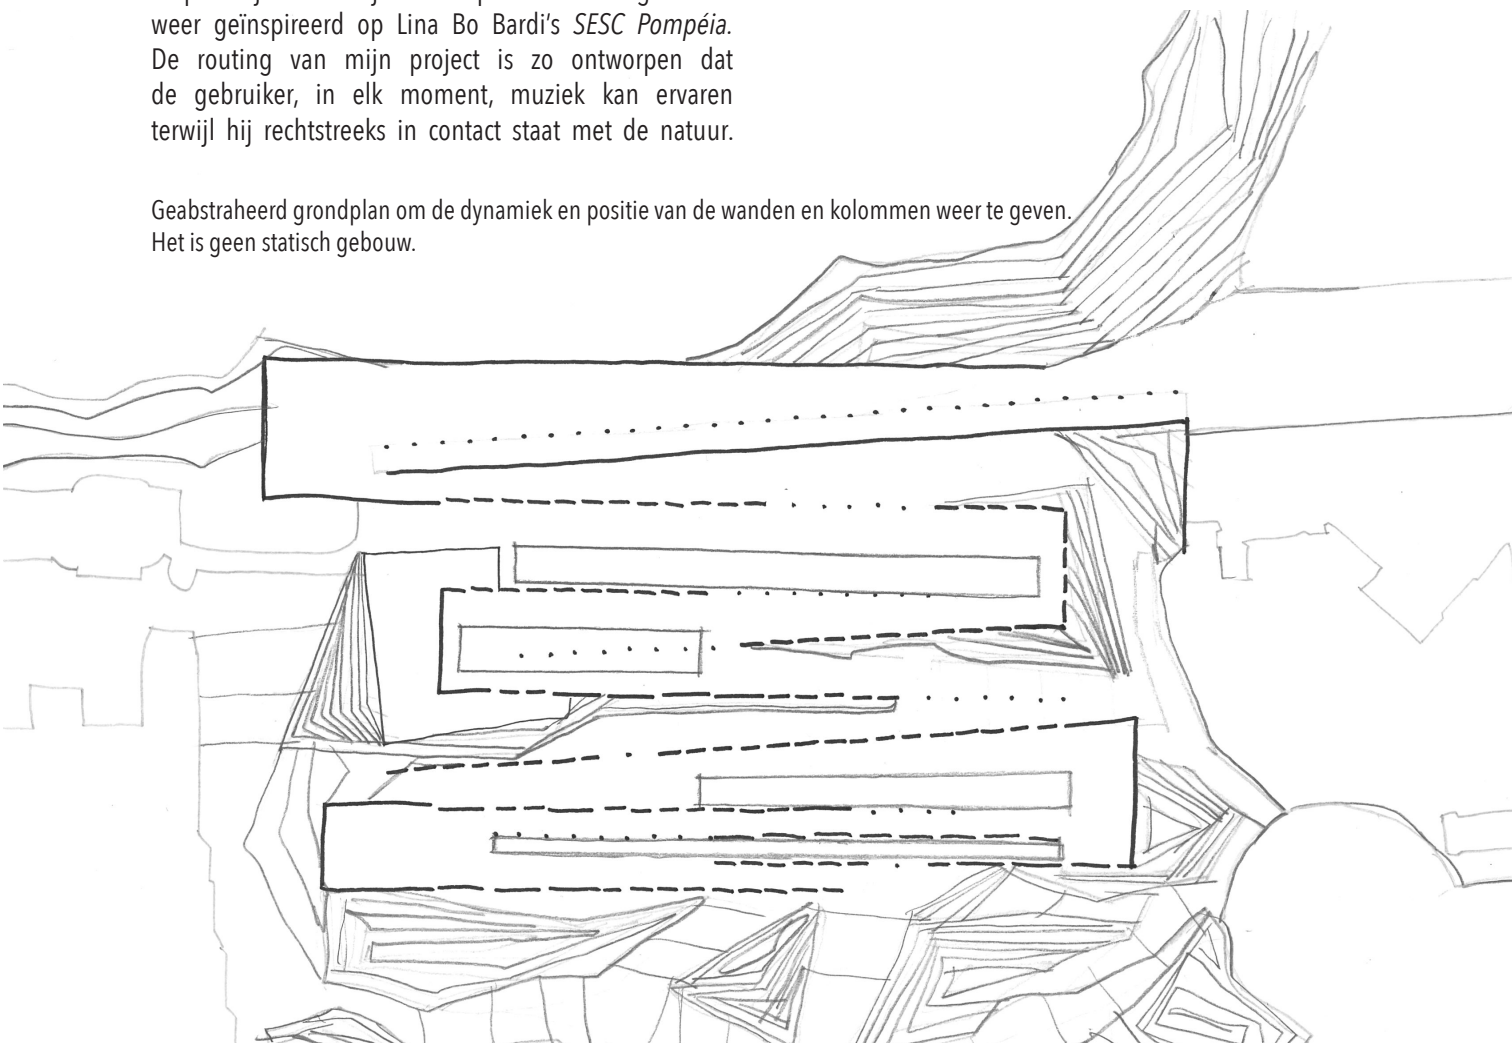 weer geïnspireerd op Lina Bo Bardi's SESC Pompéia.
De routing van mijn project is zo ontworpen dat
de gebruiker, in elk moment, muziek kan ervaren
terwijl hij rechtstreeks in contact staat met de natuur.
Geabstraheerd grondplan om de dynamiek en positie van de wanden en kolommen weer te geven.
Het is geen statisch gebouw.